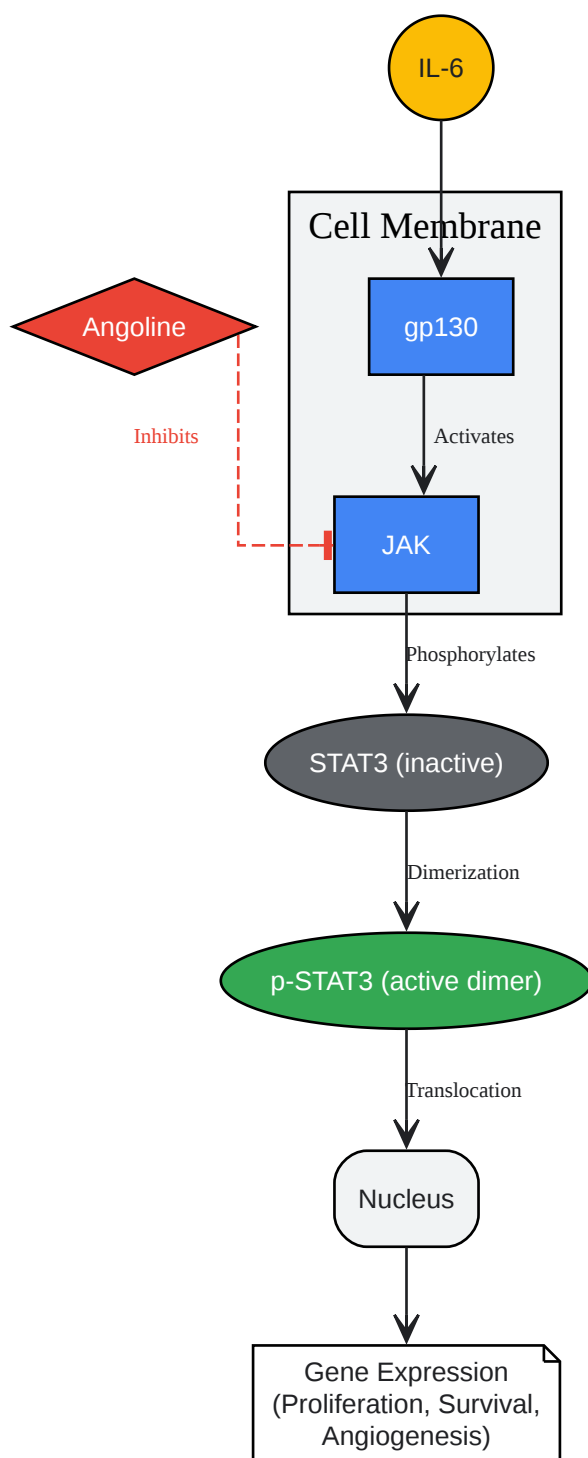 IL-6
Cell Membrane
gp130
Angoline
Inhibits
Activates
JAK
Phosphorylates
STAT3 (inactive)
Dimerization
p-STAT3 (active dimer)
Translocation
Nucleus
Gene Expression
(Proliferation, Survival,
Angiogenesis)